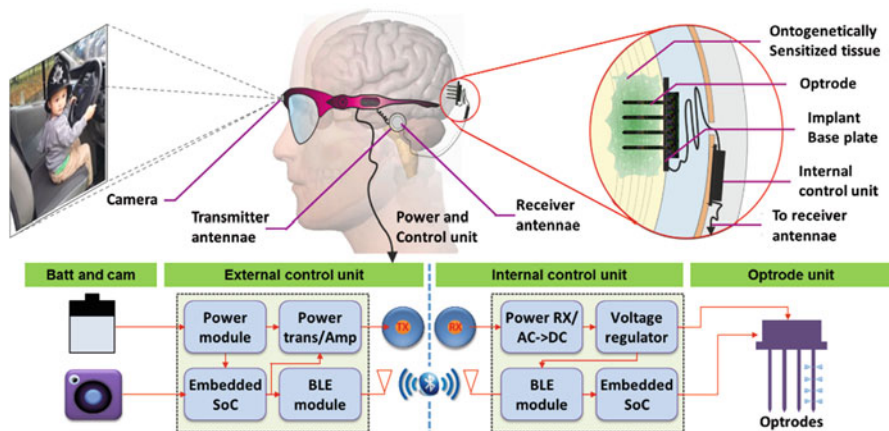 Ontogenetically
Sensitized tissue
Optrode
Implant
Base plate
Internal
control unit
To receiver
antennae
Camera
Transmitter
antennae
Power and
Control unit
Receiver
antennae
Batt and cam
External control unit
Internal control unit
Optrode unit
Power
module
Power
trans/Amp
TX
RX
Power RX/
AC->DC
Voltage
regulator
Embedded
SoC
BLE
module
BLE
module
Embedded
SoC
Optrodes